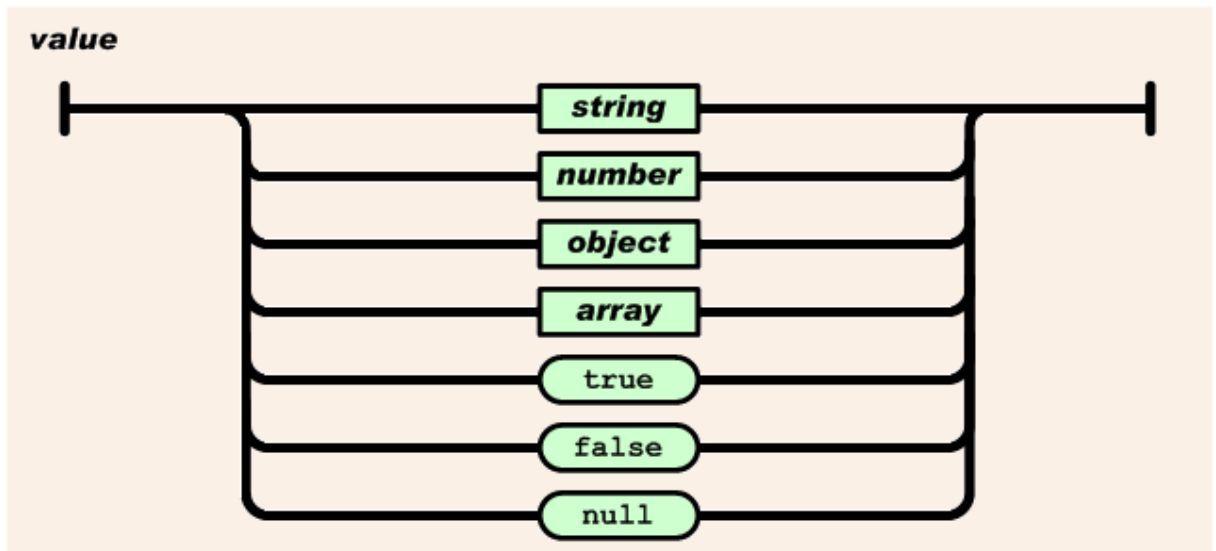 value
string
number
object
array
true
false
null